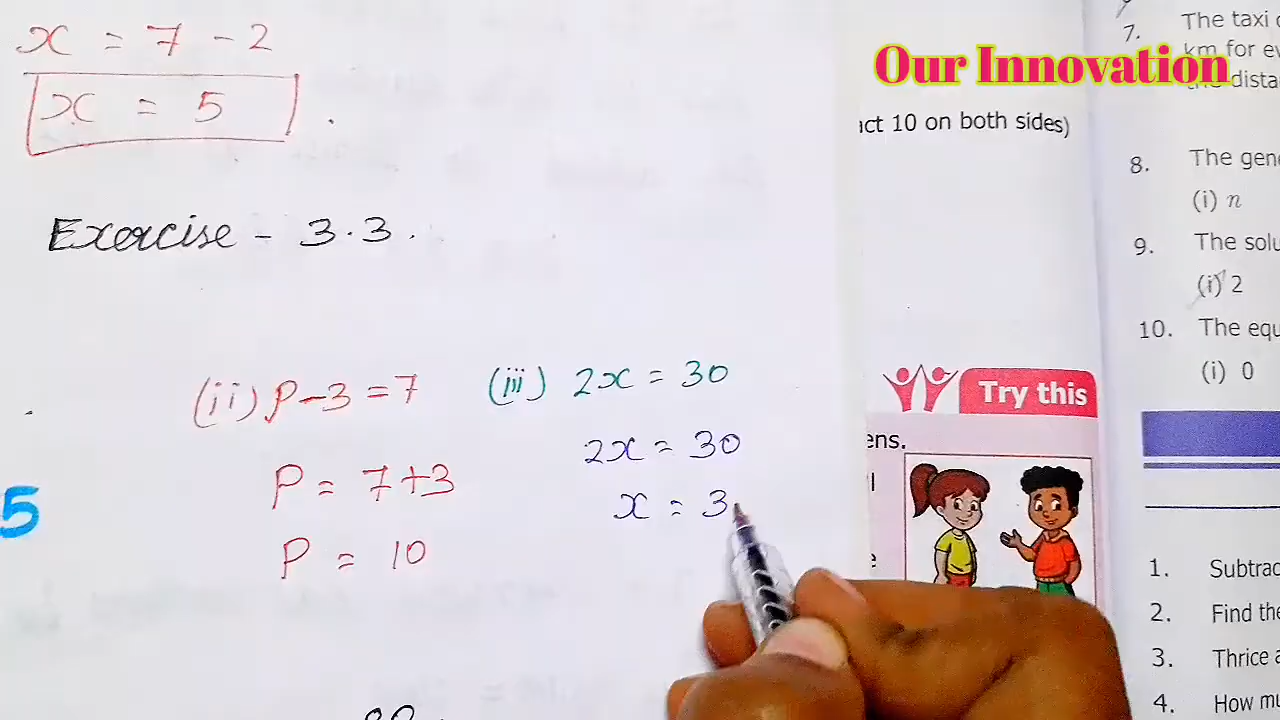 x = 7 - 2
x = 5 .
Our Innovation
7. The taxi
km for
dista
act 10 on both sides)
8. The gen
(i) n
Exercise - 3.3.
9. The solu
(i) 2
10. The equ
(i) 0
(ii) P-3=7 (iii) 2x = 30
Try this
P = 7+3 2x = 30
ens.
5
x = 3
P = 10
1. Subtrac
2. Find the
3. Thrice a
4. How mu